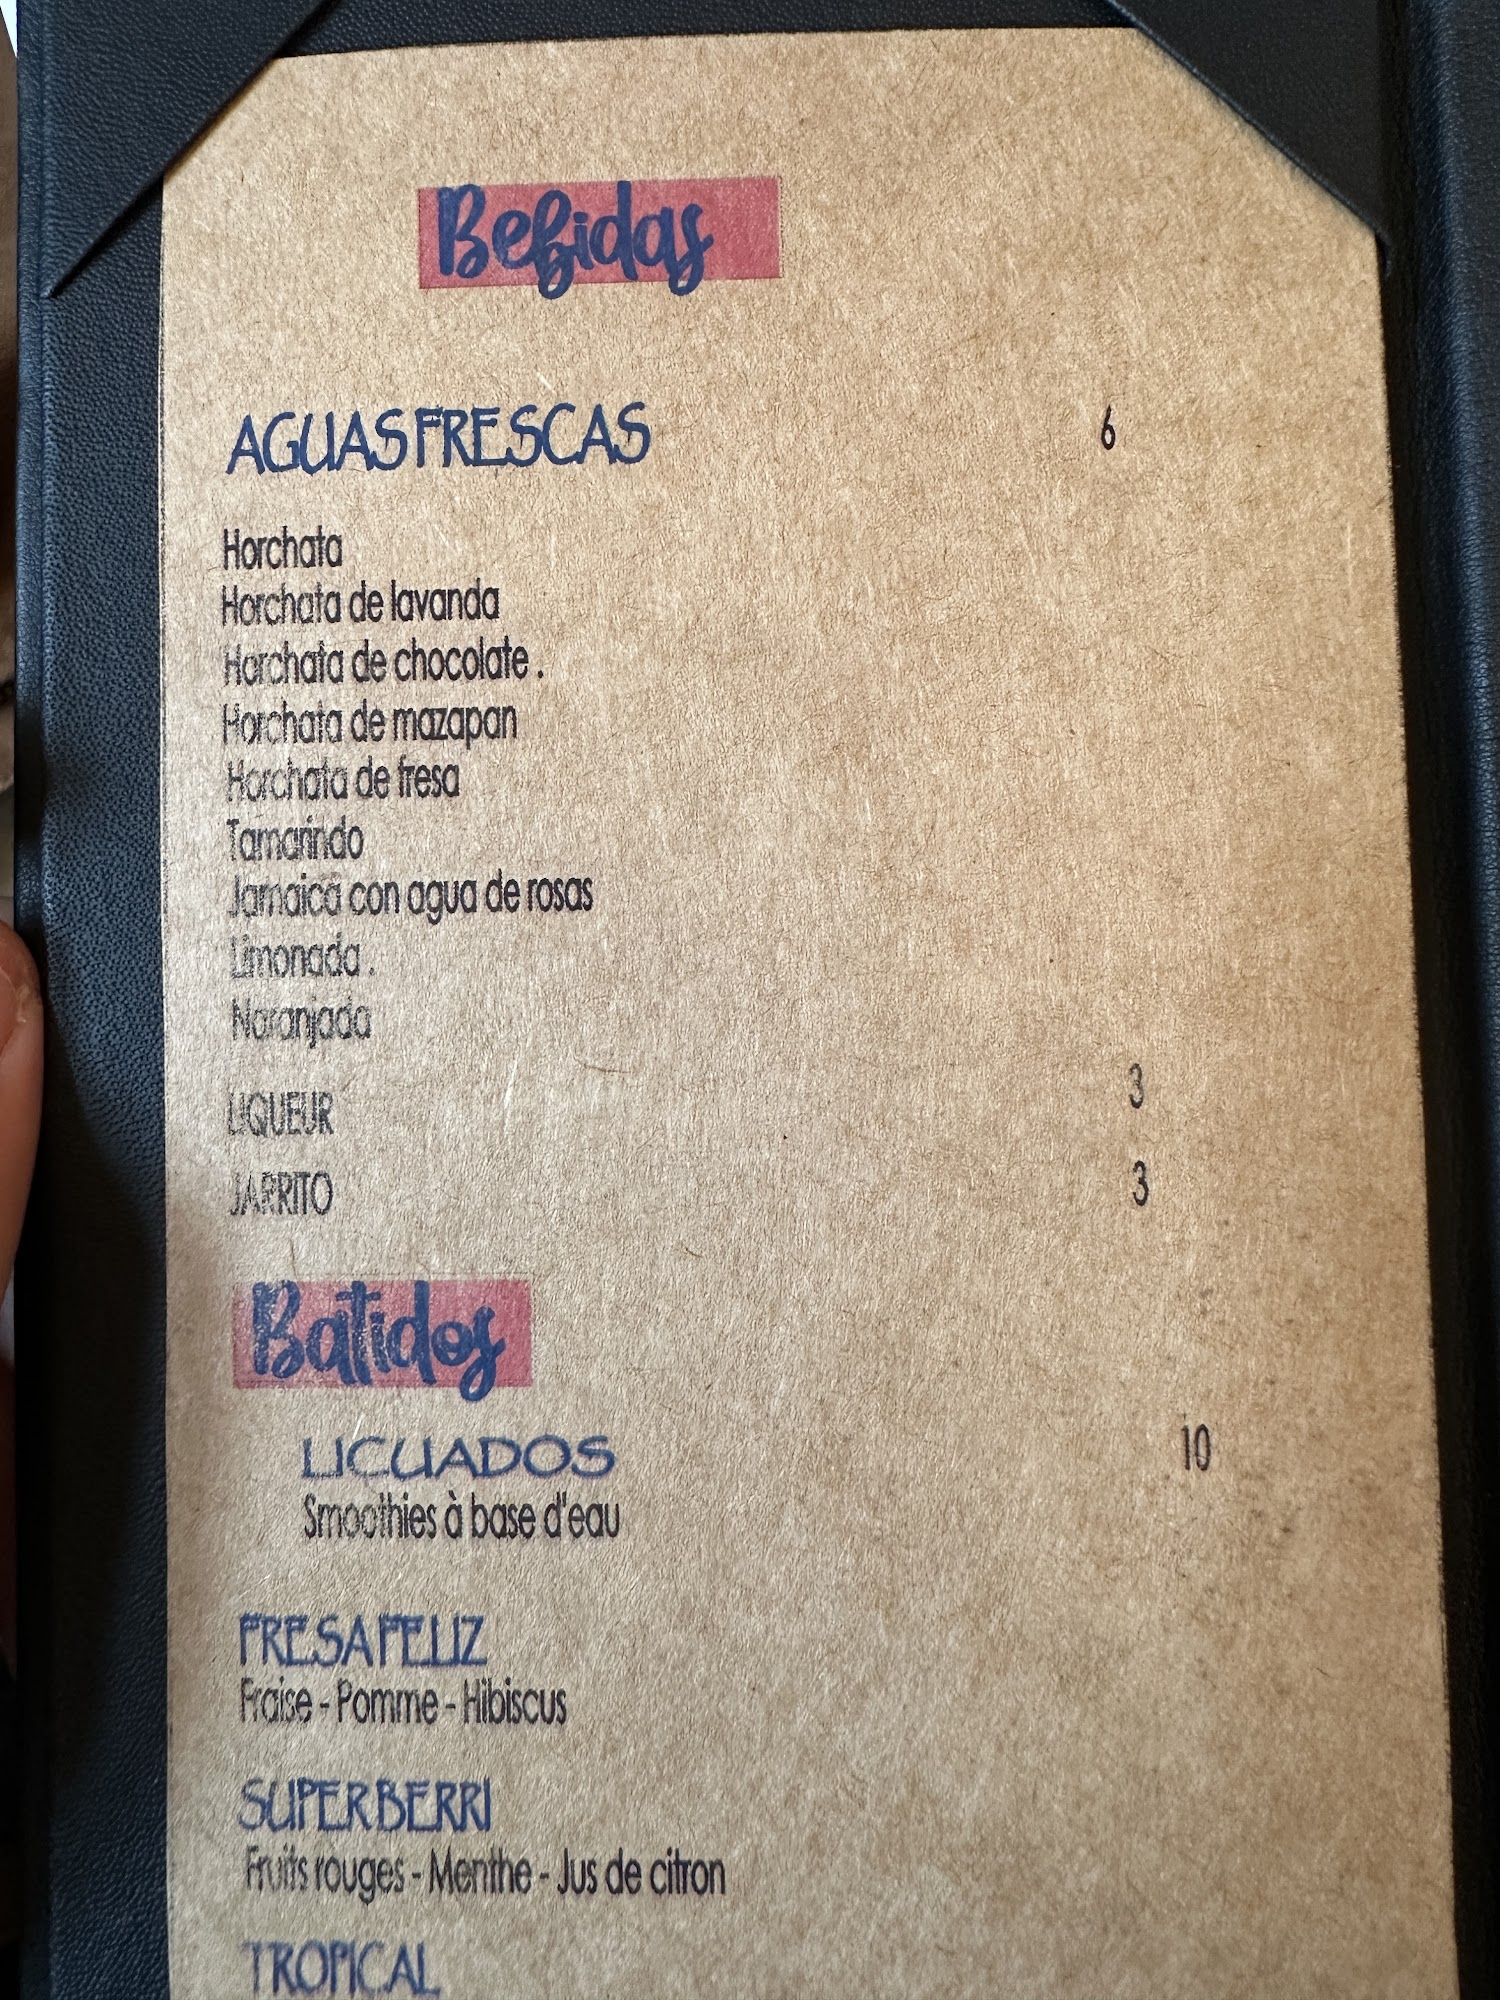 Bebidas
AGUAS FRESCAS 6
Horchata
Horchata de lavanda
Horchata de chocolate .
Horchata de mazapan
Horchata de fresa
Tamarindo
Jamaica con agua de rosas
Limonada .
Naranjada
LIQUEUR 3
JARRITO 3
Batidos
LICUADOS 10
Smoothies à base d'eau
FRESA FELIZ
Fraise - Pomme - Hibiscus
SUPER BERRI
Fruits rouges - Menthe - Jus de citron
TROPICAL